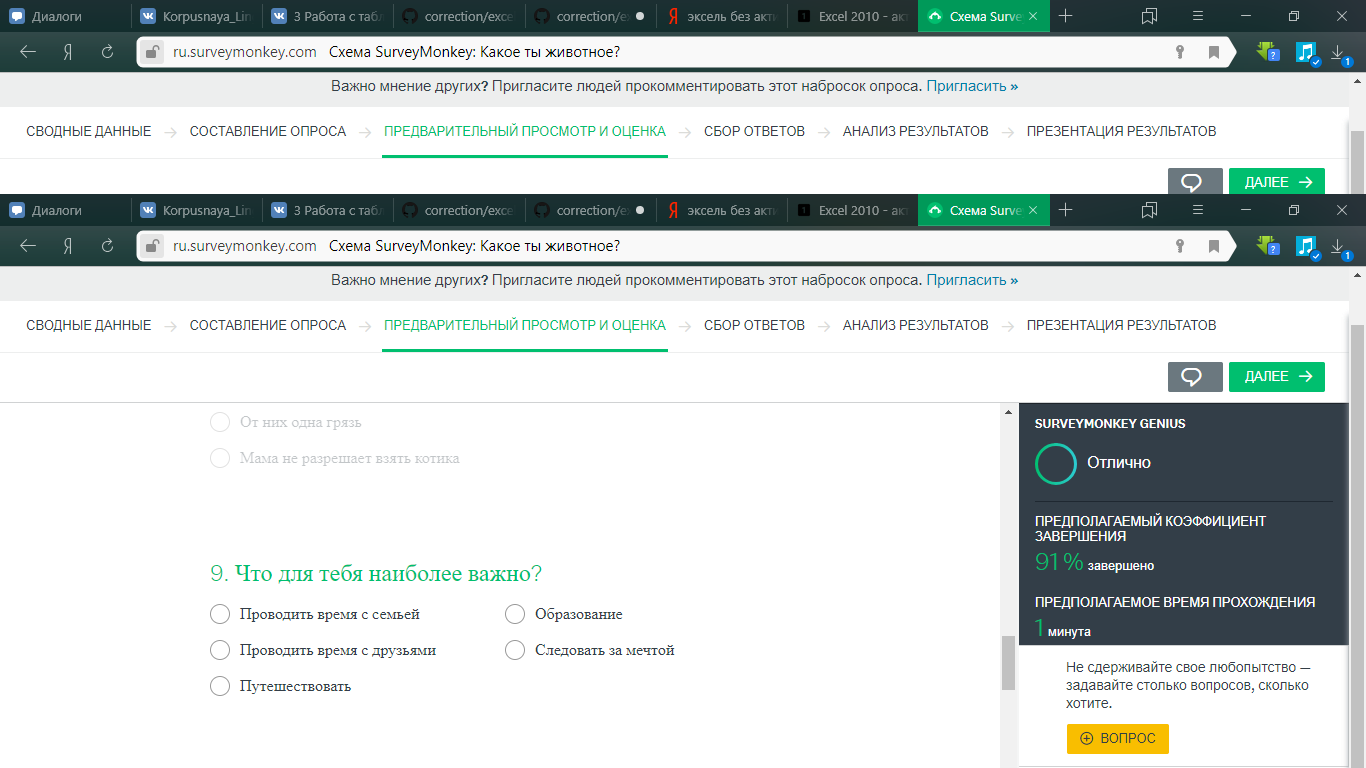 Диалоги Korpusnaya_Lin 3 Работа с табл correction/exce correction/ex эксель без акти Excel 2010 - акт Схема Surve
ru.surveymonkey.com Схема SurveyMonkey: Какое ты животное?
Важно мнение других? Пригласите людей прокомментировать этот набросок опроса. Пригласить »
СВОДНЫЕ ДАННЫЕ СОСТАВЛЕНИЕ ОПРОСА ПРЕДВАРИТЕЛЬНЫЙ ПРОСМОТР И ОЦЕНКА СБОР ОТВЕТОВ АНАЛИЗ РЕЗУЛЬТАТОВ ПРЕЗЕНТАЦИЯ РЕЗУЛЬТАТОВ
ДАЛЕЕ
Диалоги Korpusnaya_Lin 3 Работа с табл correction/exce correction/ex эксель без акти Excel 2010 - акт Схема Surve
ru.surveymonkey.com Схема SurveyMonkey: Какое ты животное?
Важно мнение других? Пригласите людей прокомментировать этот набросок опроса. Пригласить »
СВОДНЫЕ ДАННЫЕ СОСТАВЛЕНИЕ ОПРОСА ПРЕДВАРИТЕЛЬНЫЙ ПРОСМОТР И ОЦЕНКА СБОР ОТВЕТОВ АНАЛИЗ РЕЗУЛЬТАТОВ ПРЕЗЕНТАЦИЯ РЕЗУЛЬТАТОВ
ДАЛЕЕ
От них одна грязь
Мама не разрешает взять котика
9. Что для тебя наиболее важно?
Проводить время с семьей
Образование
Проводить время с друзьями
Следовать за мечтой
Путешествовать
SURVEYMONKEY GENIUS
Отлично
ПРЕДПОЛАГАЕМЫЙ КОЭФФИЦИЕНТ
ЗАВЕРШЕНИЯ
91% завершено
ПРЕДПОЛАГАЕМОЕ ВРЕМЯ ПРОХОЖДЕНИЯ
1 минута
Не сдерживайте свое любопытство —
задавайте столько вопросов, сколько
хотите.
ВОПРОС